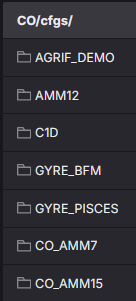 CO/cfgs/
AGRIF_DEMO
AMM12
C1D
GYRE_BFM
GYRE_PISCES
CO_AMM7
CO_AMM15